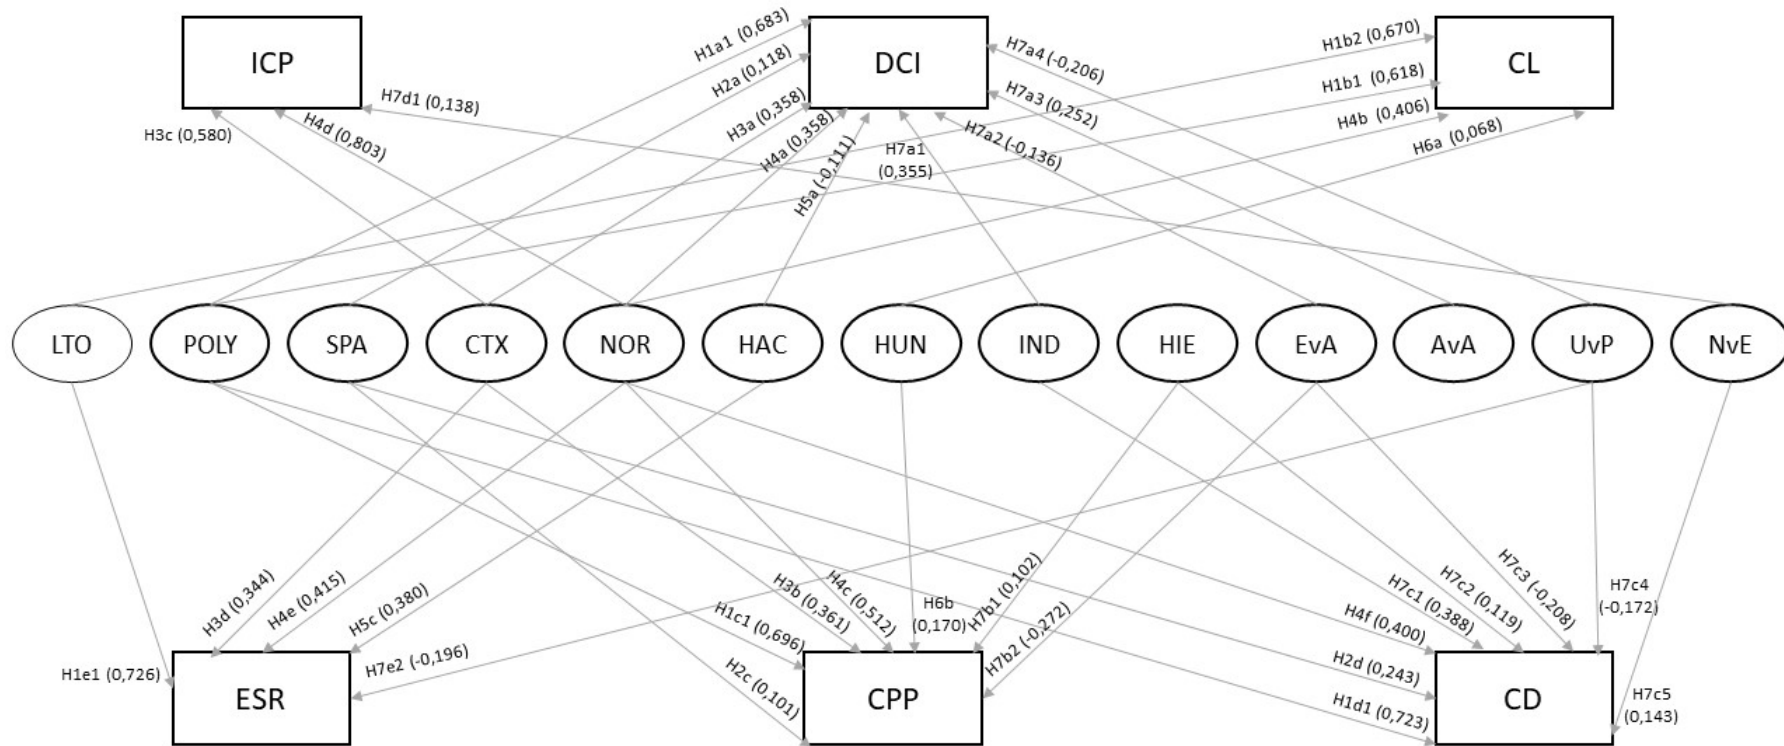 ICP
DCI
CL
H1a1 (0,683)
H2a (0,118)
H3a (0,358)
H4a (0,358)
H5a (-0,111)
H7a1
(0,355)
H7a2 (-0,136)
H7a3 (0,252)
H7a4 (-0,206)
H1b2 (0,670)
H1b1 (0,618)
H4b (0,406)
H6a (0,068)
H3c (0,580)
H4d (0,803)
H7d1 (0,138)
LTO
POLY
SPA
CTX
NOR
HAC
HUN
IND
HIE
EvA
AvA
UvP
NvE
H1e1 (0,726)
H3d (0,344)
H4e (0,415)
H5c (0,380)
H7e2 (-0,196)
H1c1 (0,696)
H2c (0,101)
H3b (0,361)
H4c (0,512)
H6b
(0,170)
H7b1 (0,102)
H7b2 (-0,272)
H4f (0,400)
H2d (0,243)
H1d1 (0,723)
H7c1 (0,388)
H7c2 (0,119)
H7c3 (-0,208)
H7c4
(-0,172)
H7c5
(0,143)
ESR
CPP
CD